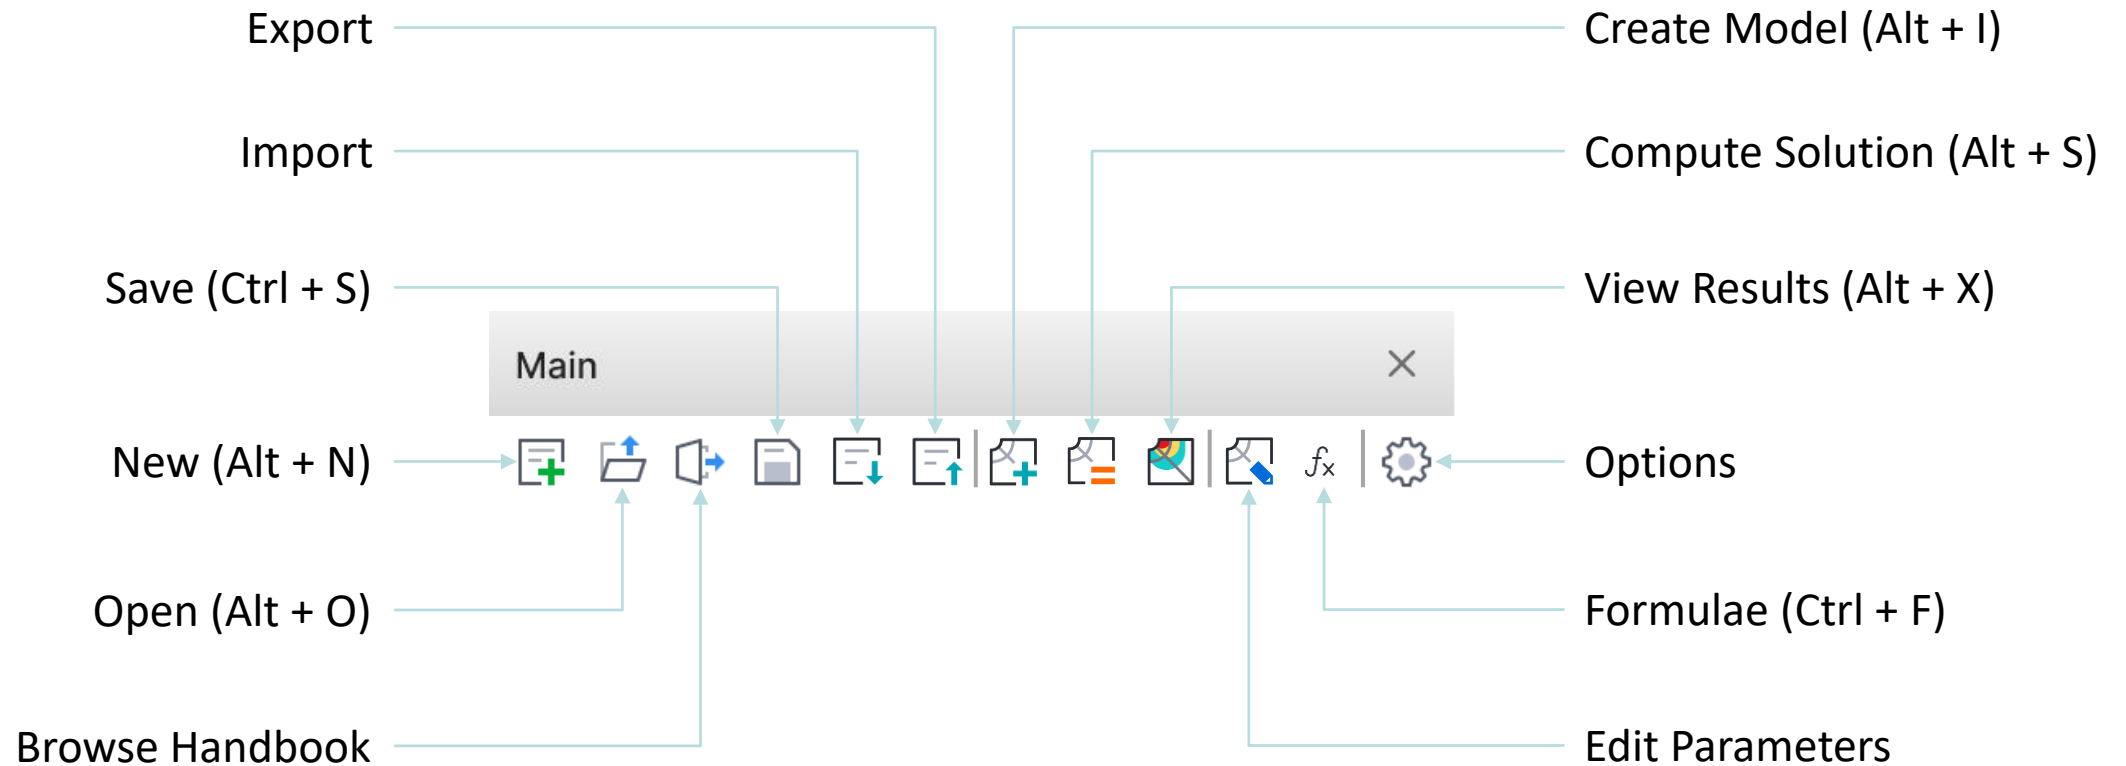 Export
Create Model (Alt + I)
Import
Compute Solution (Alt + S)
Save (Ctrl + S)
View Results (Alt + X)
Main
New (Alt + N)
fx
Options
Open (Alt + O)
Formulae (Ctrl + F)
Browse Handbook
Edit Parameters